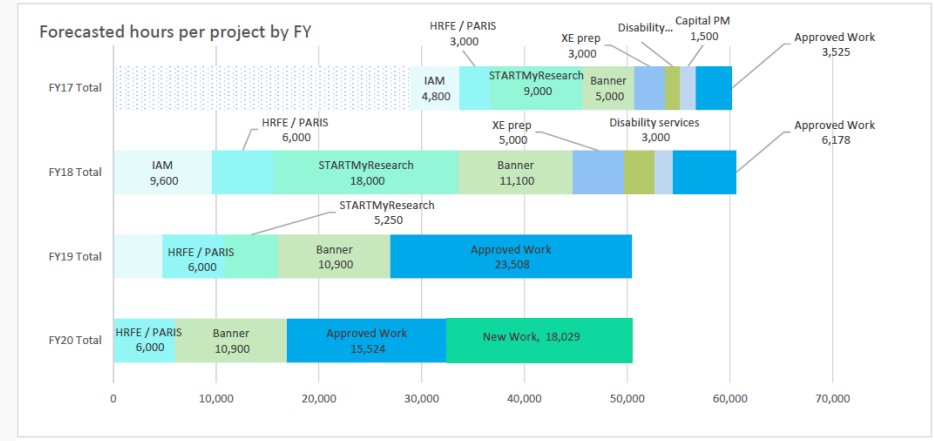 Forecasted hours per project by FY
HRFE / PARIS
3,000
XE prep
3,000
Disability...
Capital PM
1,500
Approved Work
3,525
FY17 Total
IAM
4,800
STARTMyResearch
9,000
Banner
5,000
HRFE / PARIS
6,000
XE prep
5,000
Disability services
3,000
Approved Work
6,178
FY18 Total
IAM
9,600
STARTMyResearch
18,000
Banner
11,100
STARTMyResearch
5,250
FY19 Total
HRFE / PARIS
6,000
Banner
10,900
Approved Work
23,508
FY20 Total
HRFE / PARIS
6,000
Banner
10,900
Approved Work
15,524
New Work, 18,029
0 10,000 20,000 30,000 40,000 50,000 60,000 70,000